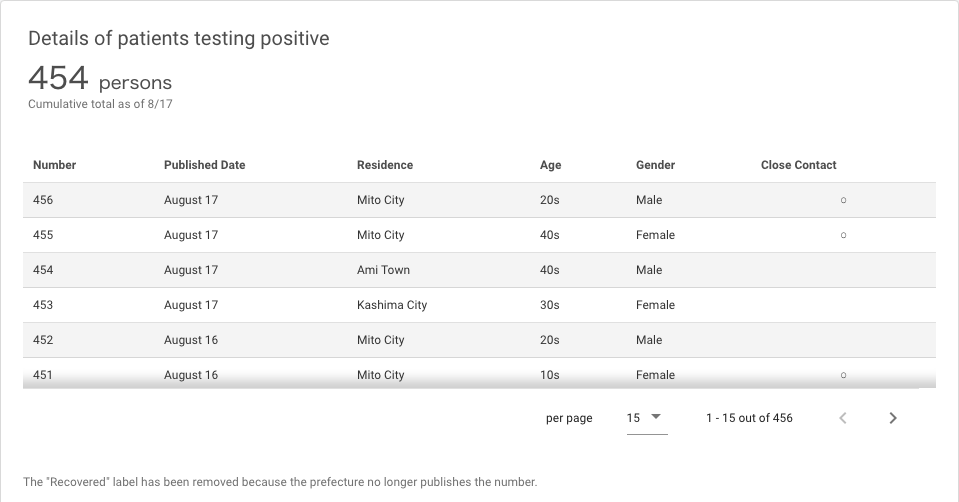 Details of patients testing positive
454 persons
Cumulative total as of 8/17
Number Published Date Residence Age Gender Close Contact
456 August 17 Mito City 20s Male ○
455 August 17 Mito City 40s Female ○
454 August 17 Ami Town 40s Male
453 August 17 Kashima City 30s Female
452 August 16 Mito City 20s Male
451 August 16 Mito City 10s Female ○
per page 15 1 - 15 out of 456
The "Recovered" label has been removed because the prefecture no longer publishes the number.